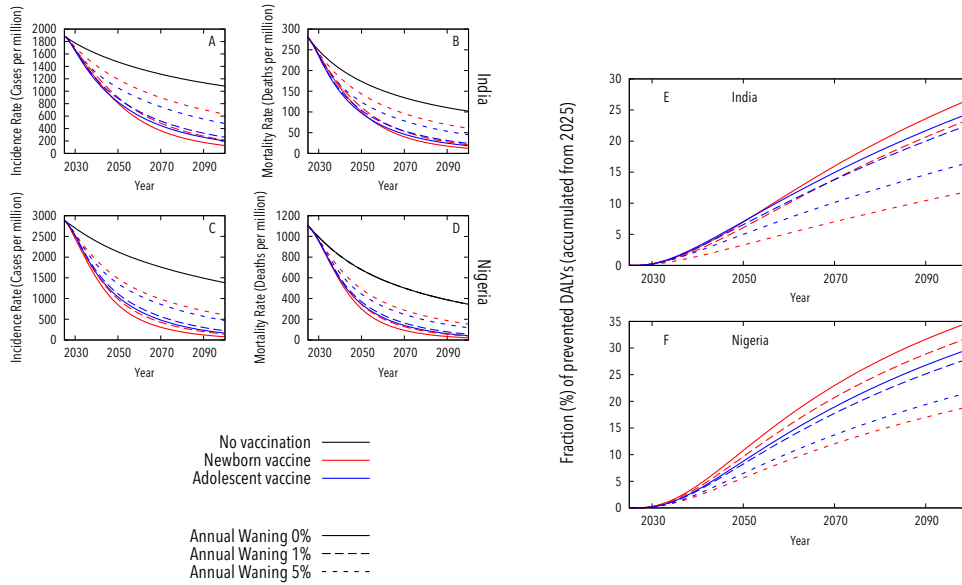 Incidence Rate (Cases per million)
2000
1800
1600
1400
1200
1000
800
600
400
200
0
A
2030 2050 2070 2090
Year
Mortality Rate (Deaths per million)
300
250
200
150
100
50
0
B
2030 2050 2070 2090
Year
India
Incidence Rate (Cases per million)
3000
2500
2000
1500
1000
500
0
C
2030 2050 2070 2090
Year
Mortality Rate (Deaths per million)
1200
1000
800
600
400
200
0
D
2030 2050 2070 2090
Year
Nigeria
No vaccination
Newborn vaccine
Adolescent vaccine
Annual Waning 0%
Annual Waning 1%
Annual Waning 5%
Fraction (%) of prevented DALYs (accumulated from 2025)
30
25
20
15
10
5
0
E India
2030 2050 2070 2090
Year
35
30
25
20
15
10
5
0
F Nigeria
2030 2050 2070 2090
Year